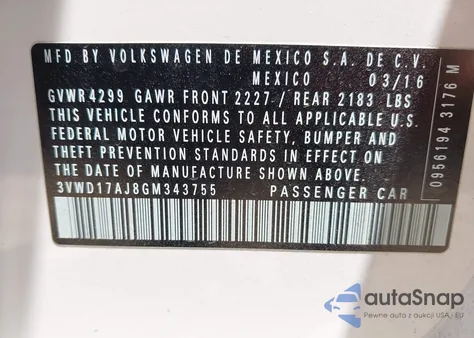 MFD BY VOLKSWAGEN DE MEXICO S.A. DE C.V.
MEXICO 03/16
GVWR 4299 GAWR FRONT 2227 / REAR 2183 LBS
THIS VEHICLE CONFORMS TO ALL APPLICABLE U.S.
FEDERAL MOTOR VEHICLE SAFETY, BUMPER AND
THEFT PREVENTION STANDARDS IN EFFECT ON
THE DATE OF MANUFACTURE SHOWN ABOVE.
3VWD17AJ8GM343755 PASSENGER CAR
0956194 3176 M
autoSnap
Pewne auta z aukcji USA i EU